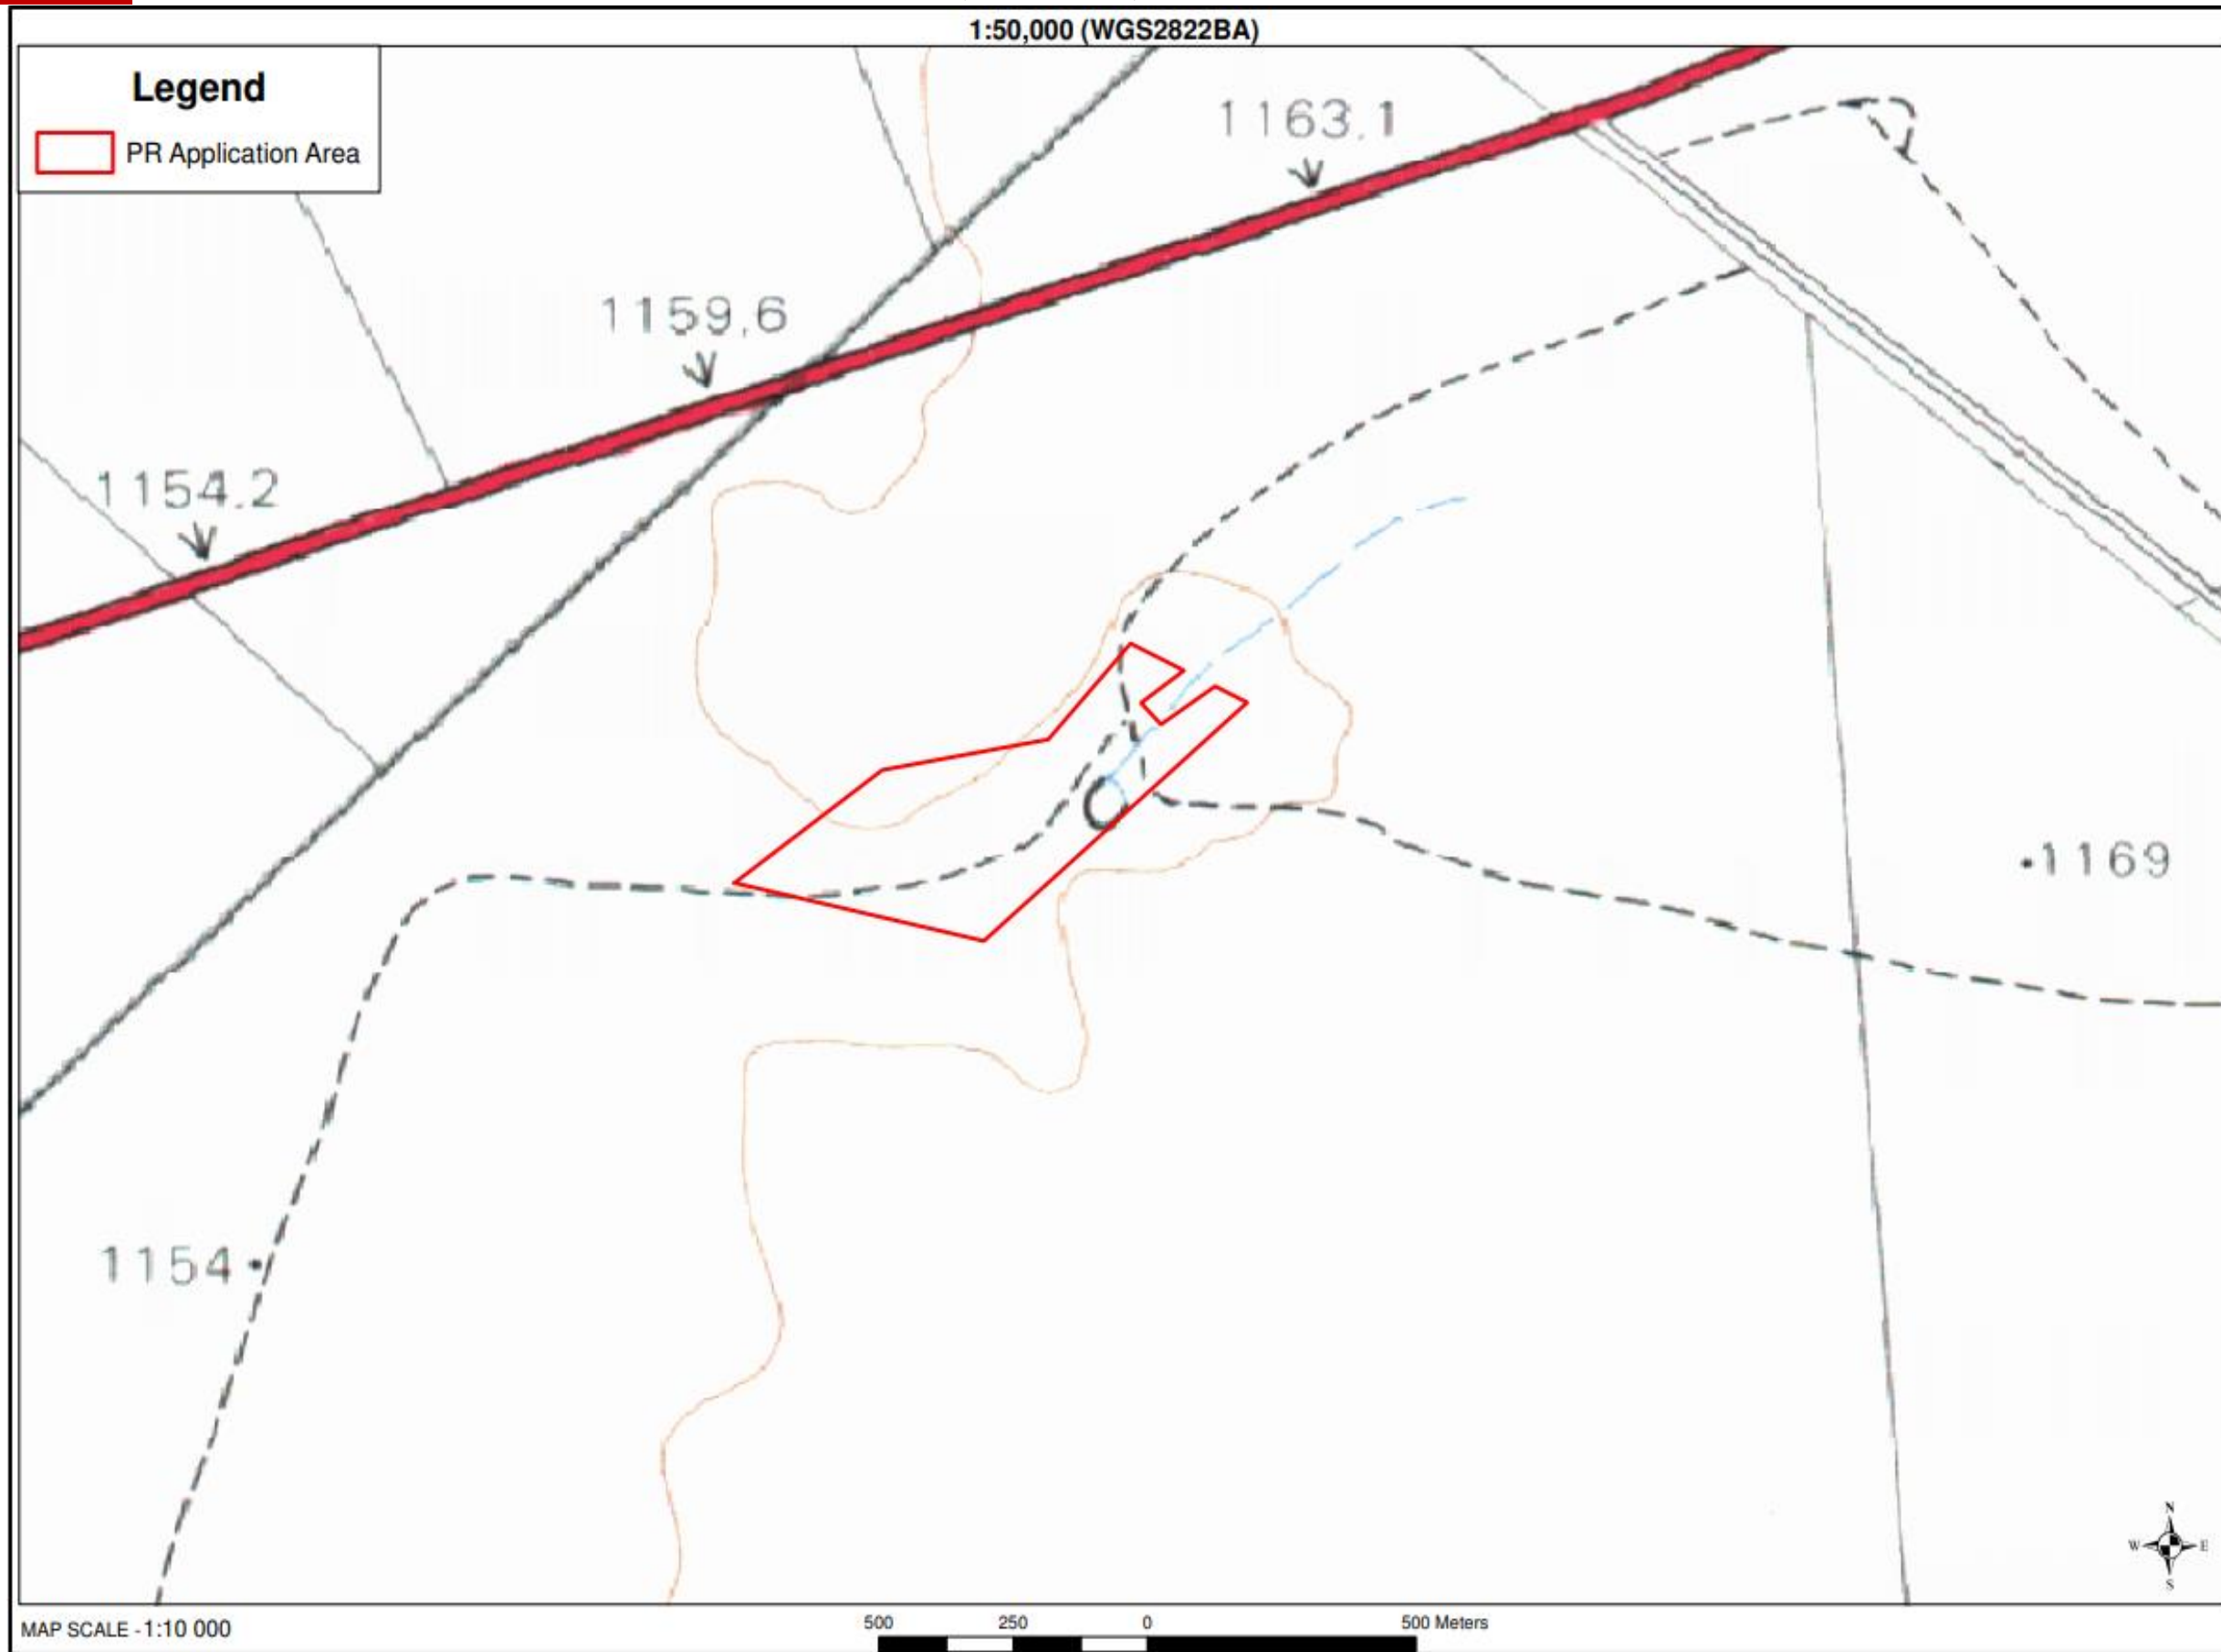 1:50,000 (WGS2822BA)
Legend
PR Application Area
1163.1
1159,6
1154.2
1169
1154
N
W E
S
MAP SCALE -1:10 000
500 250 0 500 Meters